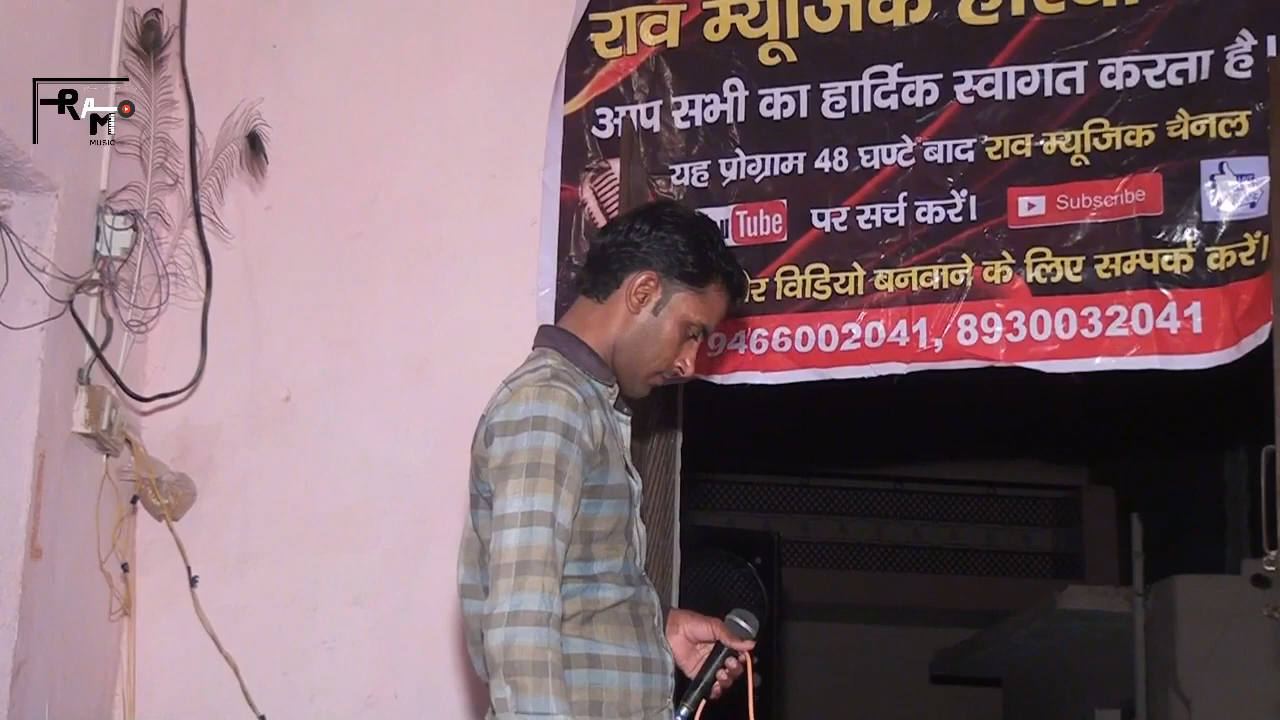 RAMO
MUSIC
राव म्यूजिक
आप सभी का हार्दिक स्वागत करता है
यह प्रोग्राम 48 घण्टे बाद राव म्यूजिक चैनल
Tube पर सर्च करें। Subscribe
विडियो बनवाने के लिए सम्पर्क करें।
9466002041, 8930032041